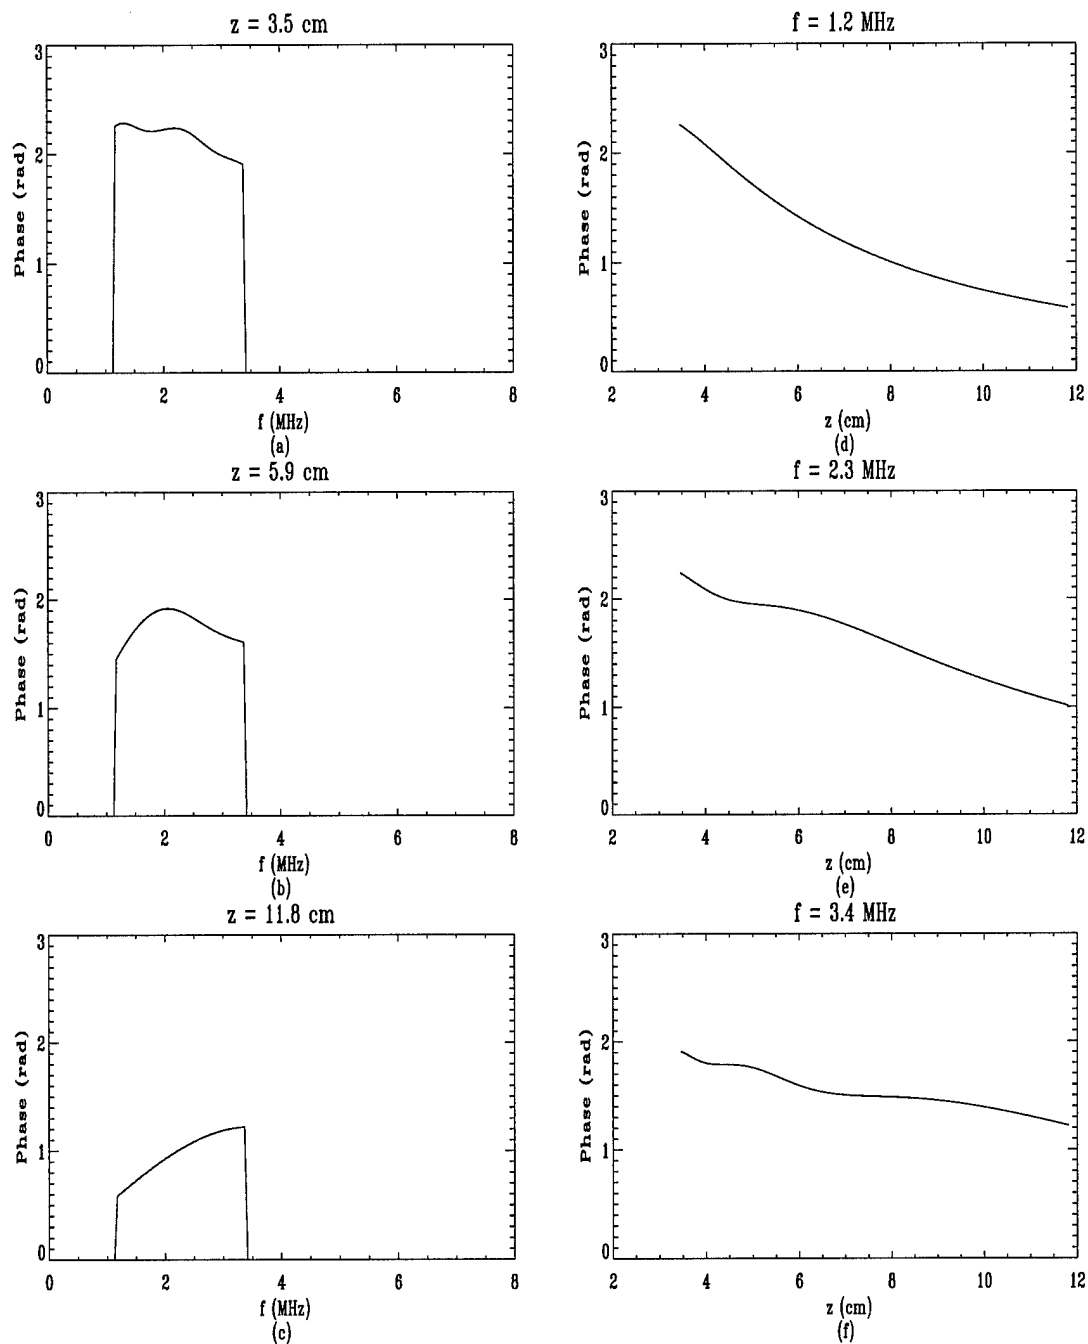 z = 3.5 cm
3
2
1
0
Phase (rad)
0 2 4 6 8
f (MHz)
(a)
f = 1.2 MHz
3
2
1
0
Phase (rad)
2 4 6 8 10 12
z (cm)
(d)
z = 5.9 cm
3
2
1
0
Phase (rad)
0 2 4 6 8
f (MHz)
(b)
f = 2.3 MHz
3
2
1
0
Phase (rad)
2 4 6 8 10 12
z (cm)
(e)
z = 11.8 cm
3
2
1
0
Phase (rad)
0 2 4 6 8
f (MHz)
(c)
f = 3.4 MHz
3
2
1
0
Phase (rad)
2 4 6 8 10 12
z (cm)
(f)